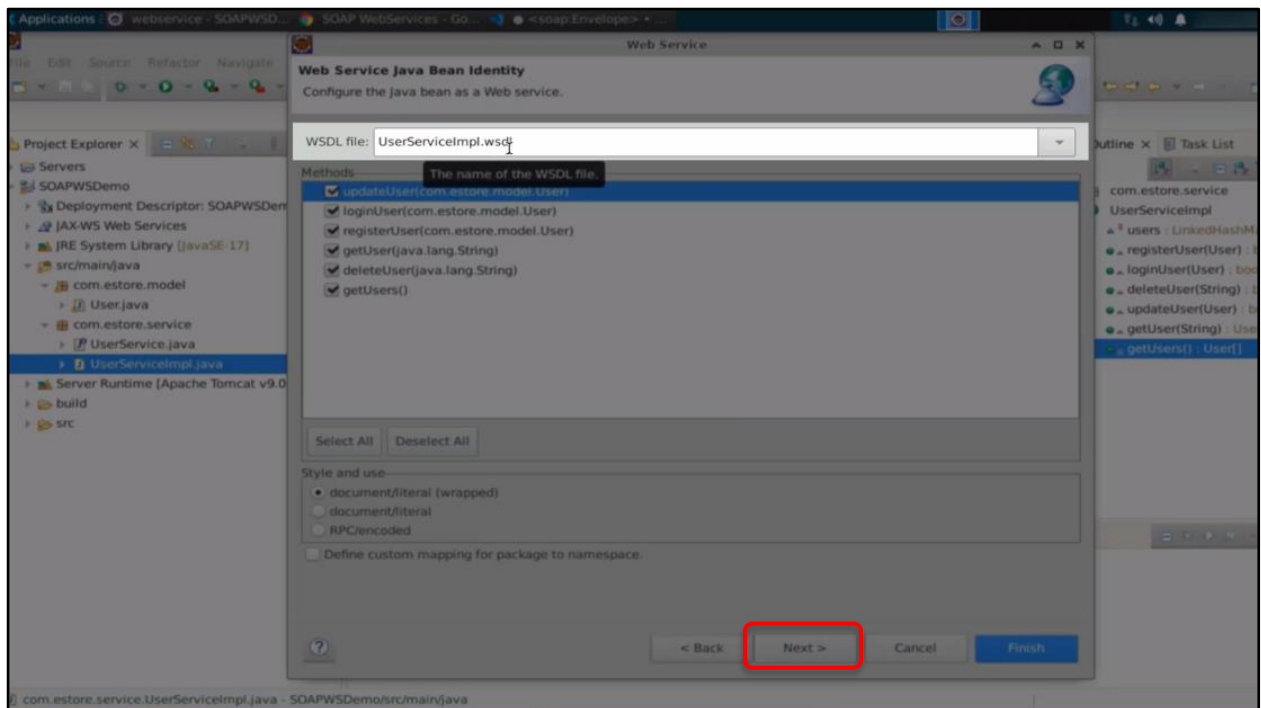 Applications : webservice - SOAPWSD... SOAP WebServices - Go... <soap:Envelope> • ...
Web Service
File Edit Source Refactor Navigate
Web Service Java Bean Identity
Configure the Java bean as a Web service.
Project Explorer
Servers
SOAPWSDemo
Deployment Descriptor: SOAPWSDem
JAX-WS Web Services
JRE System Library [JavaSE-17]
src/main/java
com.estore.model
User.java
com.estore.service
UserService.java
UserServiceImpl.java
Server Runtime [Apache Tomcat v9.0
build
src
WSDL file: UserServiceImpl.wsdl
The name of the WSDL file.
Methods
updateUser(com.estore.model.User)
loginUser(com.estore.model.User)
registerUser(com.estore.model.User)
getUser(java.lang.String)
deleteUser(java.lang.String)
getUsers()
Select All Deselect All
Style and use
document/literal (wrapped)
document/literal
RPC/encoded
Define custom mapping for package to namespace.
? < Back Next > Cancel Finish
Outline Task List
com.estore.service
UserServiceImpl
users : LinkedHashM
registerUser(User) : b
loginUser(User) : boo
deleteUser(String) : b
updateUser(User) : b
getUser(String) : Use
getUsers() : User[]
com.estore.service.UserServiceImpl.java - SOAPWSDemo/src/main/java